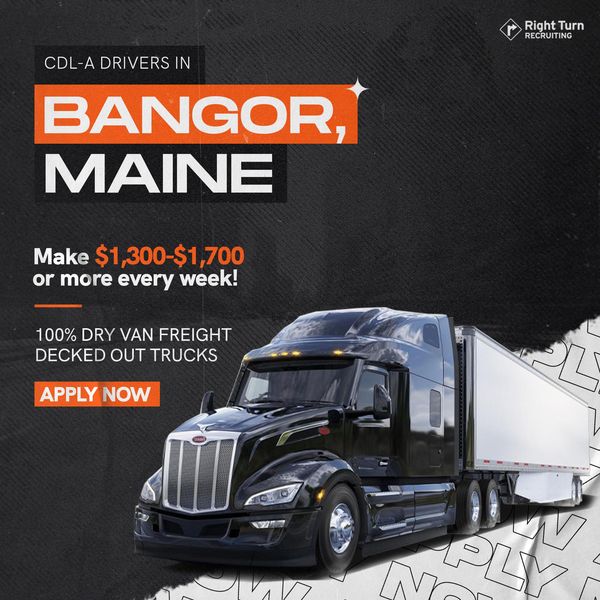 Right Turn
RECRUITING
CDL-A DRIVERS IN
BANGOR,
MAINE
Make $1,300-$1,700
or more every week!
100% DRY VAN FREIGHT
DECKED OUT TRUCKS
APPLY NOW